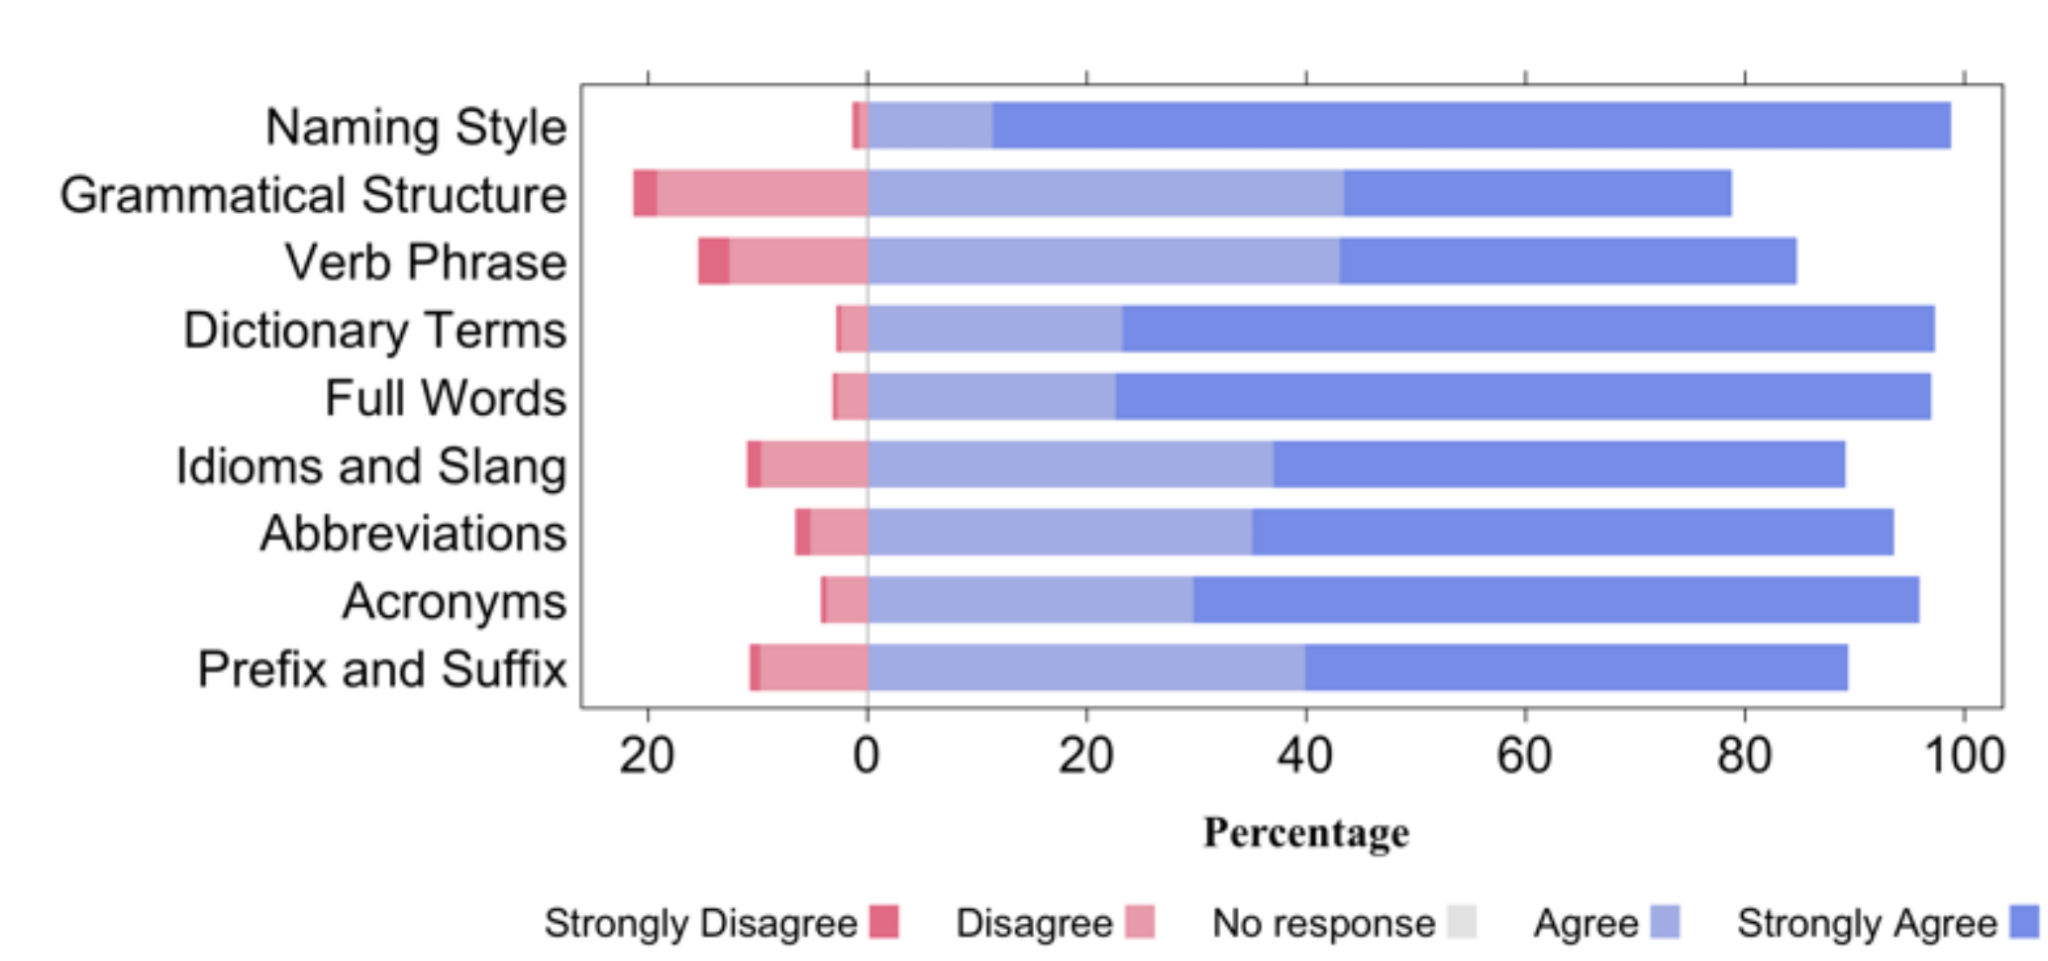 Naming Style
Grammatical Structure
Verb Phrase
Dictionary Terms
Full Words
Idioms and Slang
Abbreviations
Acronyms
Prefix and Suffix
20 0 20 40 60 80 100
Percentage
Strongly Disagree Disagree No response Agree Strongly Agree